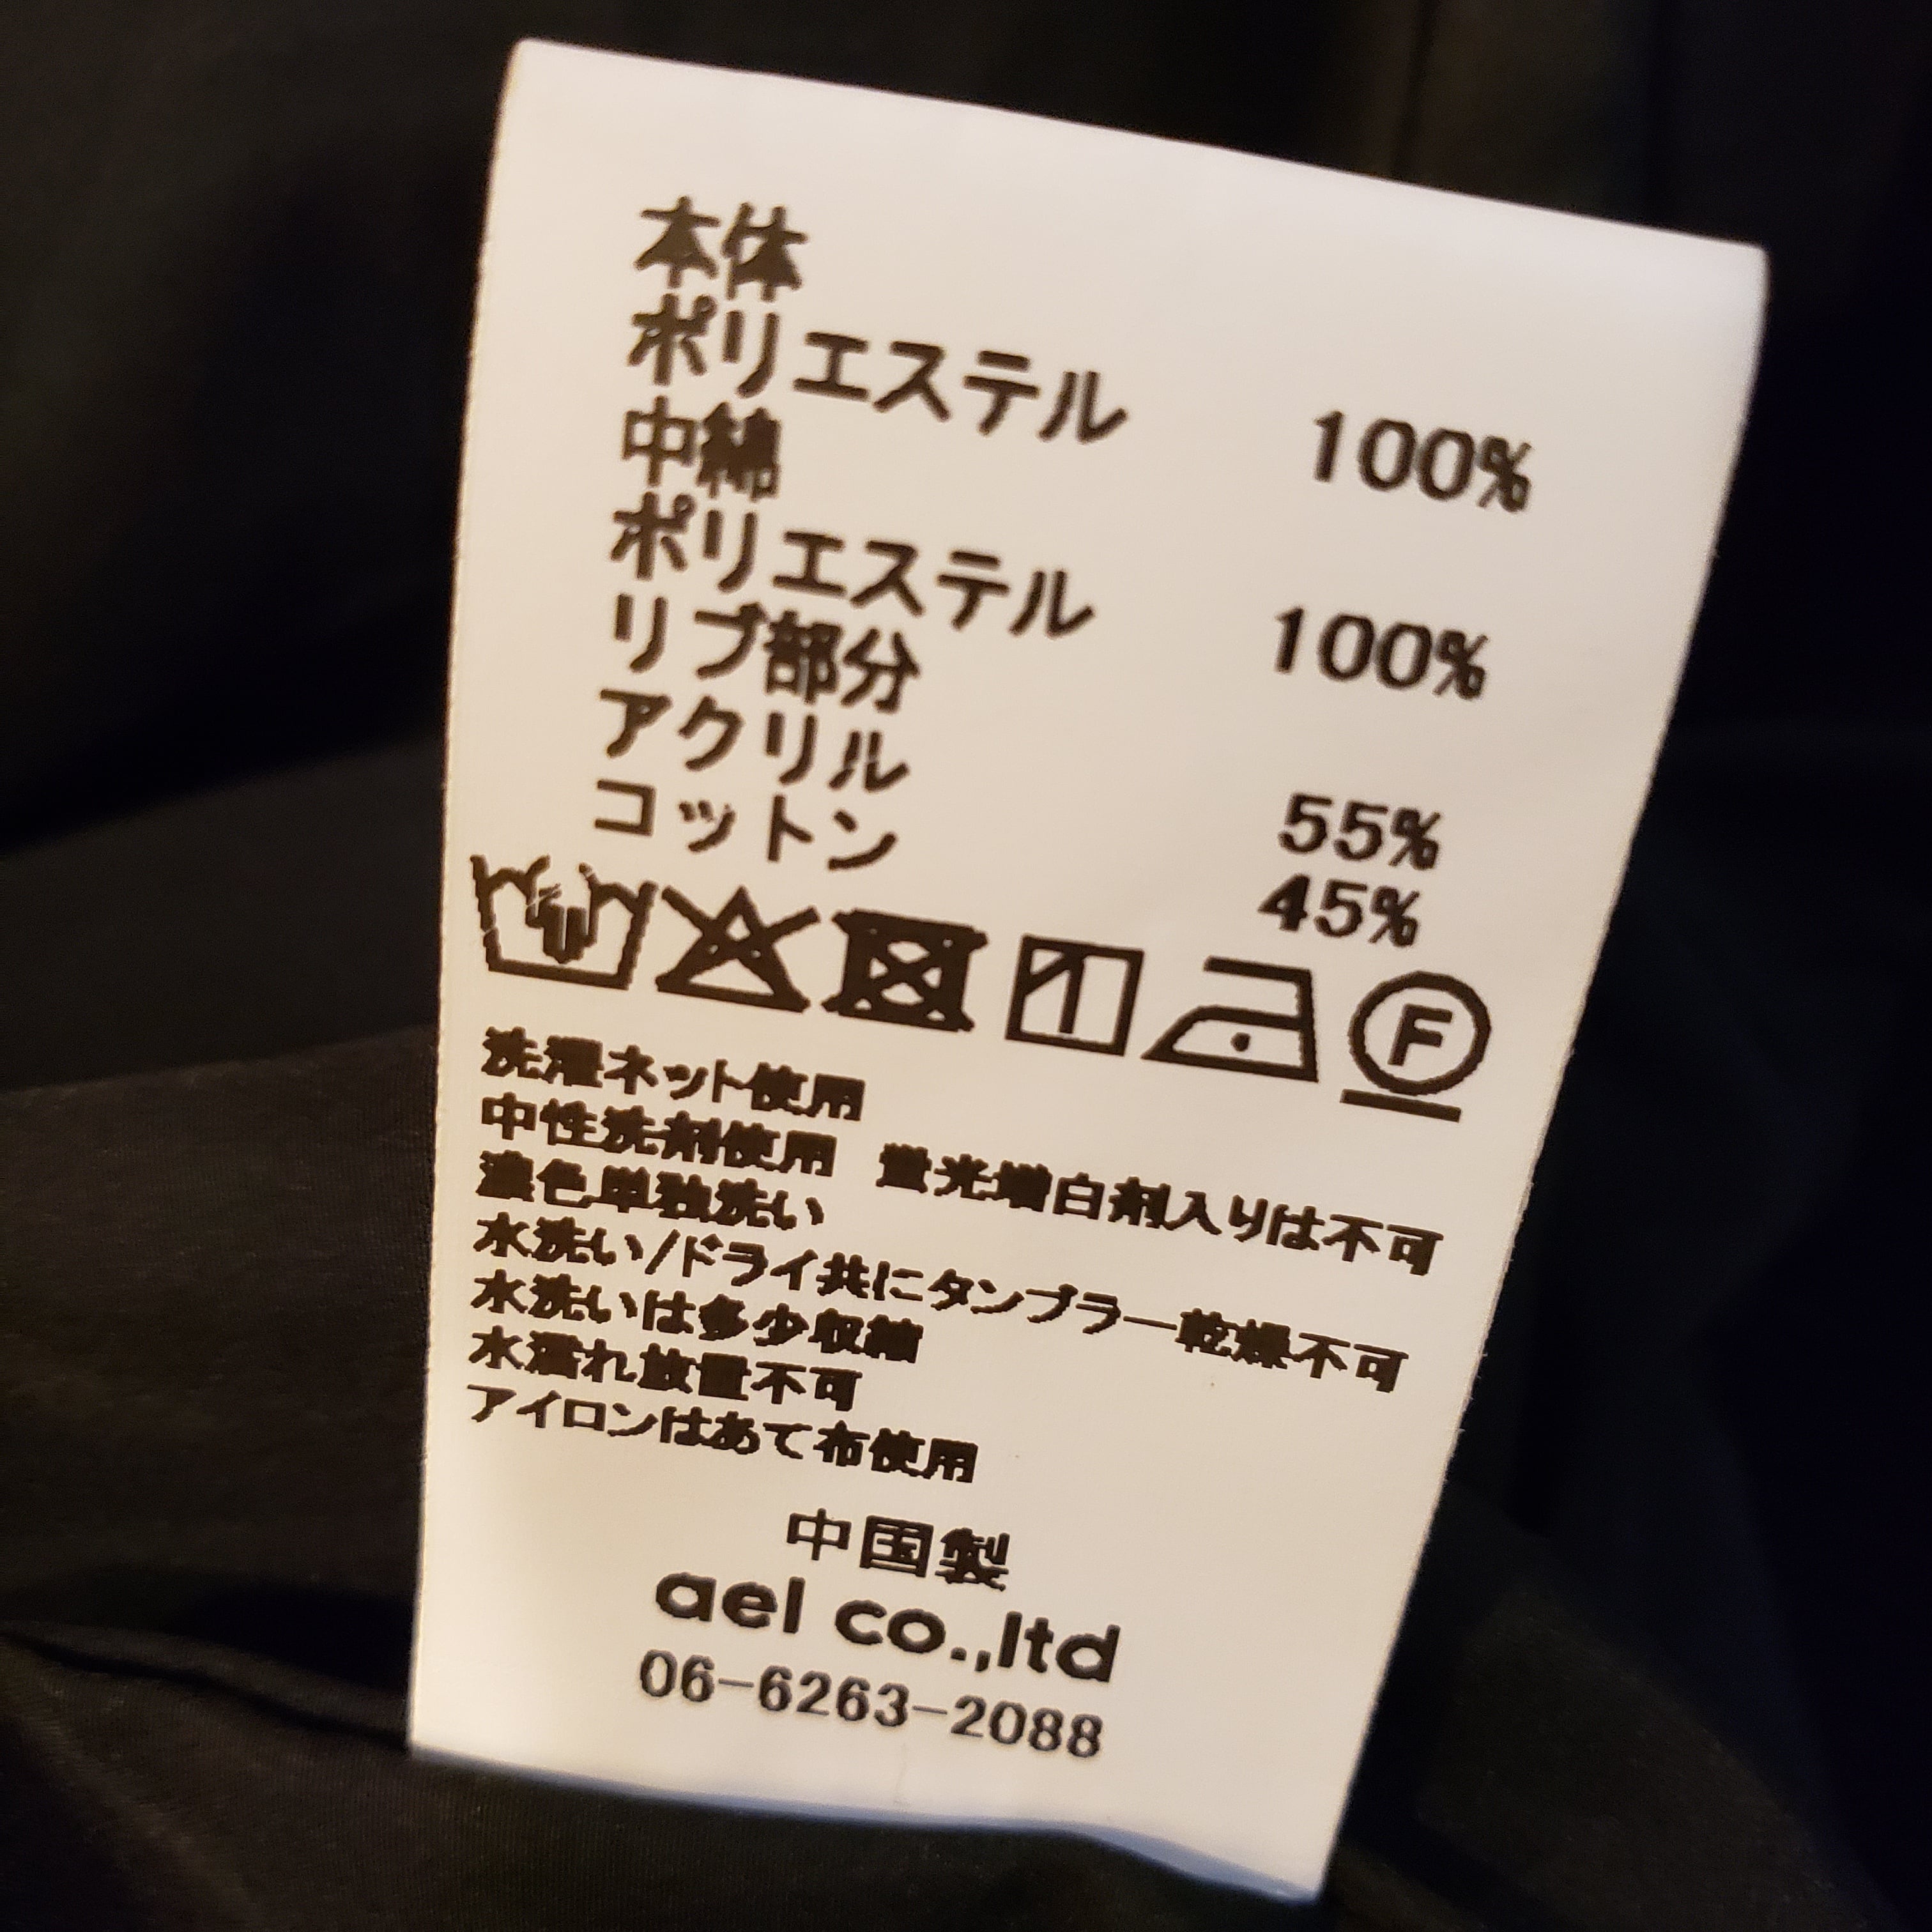 本体
ポリエステル 100%
中綿
ポリエステル 100%
リブ部分
アクリル 55%
コットン 45%
F
洗濯ネット使用
中性洗剤使用 蛍光増白剤入りは不可
濃色単独洗い
水洗い/ドライ共にタンブラー乾燥不可
水洗いは多少収縮
水濡れ放置不可
アイロンはあて布使用
中国製
ael co.,ltd
06-6263-2088